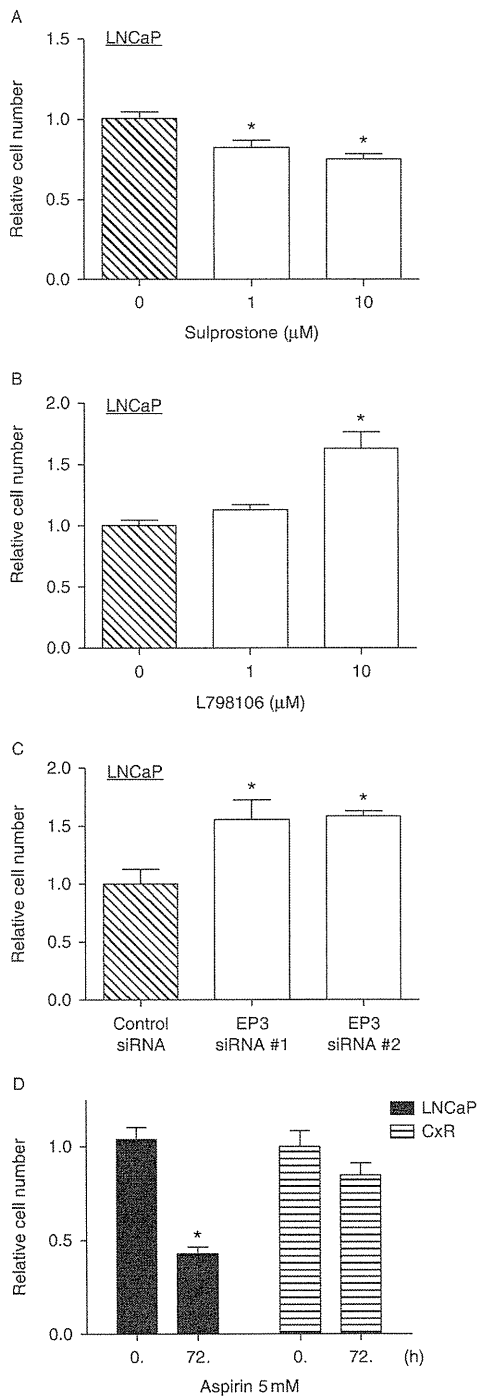 A
LNCaP
Relative cell number
1.5
1.0
0.5
0.0
*
*
0 1 10
Sulprostone (μM)
B
LNCaP
Relative cell number
2.0
1.5
1.0
0.5
0.0
*
0 1 10
L798106 (μM)
C
LNCaP
Relative cell number
2.0
1.5
1.0
0.5
0.0
*
*
Control siRNA
EP3 siRNA #1
EP3 siRNA #2
D
LNCaP
CxR
Relative cell number
1.0
0.5
0.0
*
0. 72. 0. 72. (h)
Aspirin 5 mM